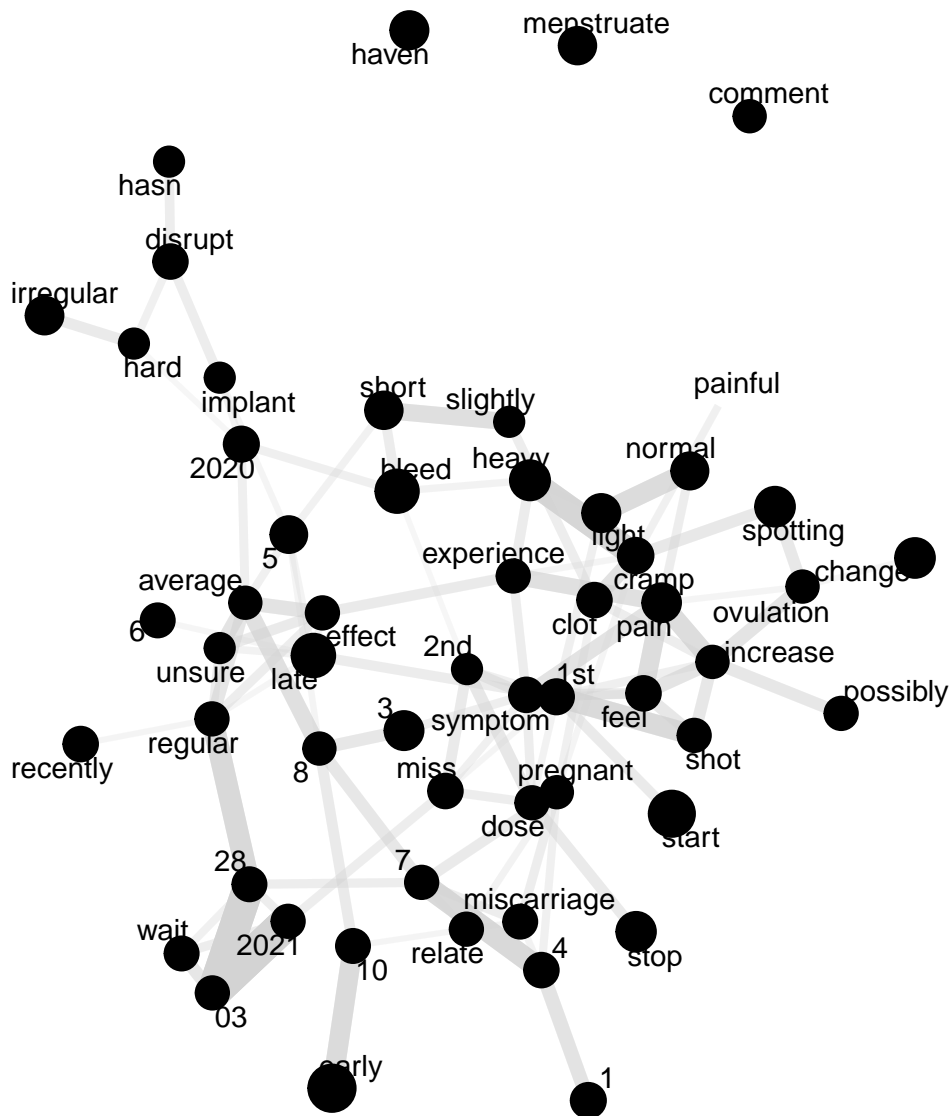 menstruate
haven
comment
hasn
disrupt
irregular
hard
implant
short
slightly
painful
2020
bleed
heavy
normal
light
spotting
5
experience
average
cramp
change
6
effect
clot
pain
ovulation
unsure
late
2nd
1st
increase
3
symptom
feel
possibly
recently
regular
8
miss
pregnant
shot
dose
start
28
7
miscarriage
wait
2021
10
relate
4
stop
03
early
1